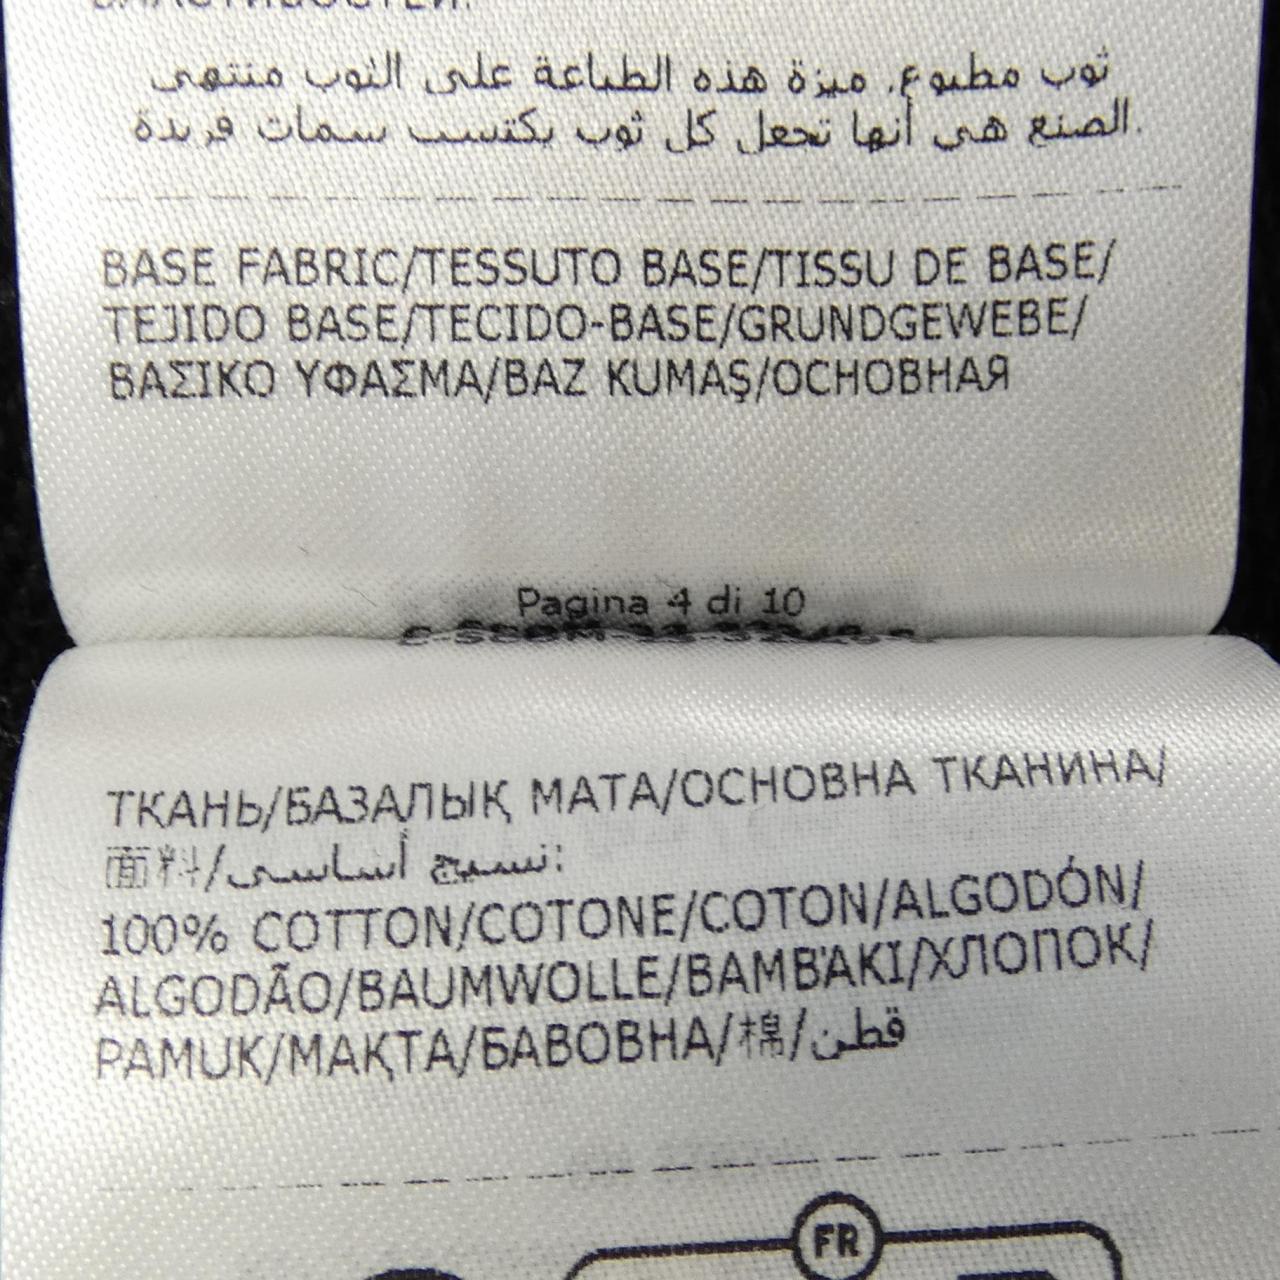 ثوب مطبوع. ميزة هذه الطباعة على الثوب منتهى
الصنع هي أنها تجعل كل ثوب يكتسب سمات فريدة.
BASE FABRIC/TESSUTO BASE/TISSU DE BASE/
TEJIDO BASE/TECIDO-BASE/GRUNDGEWEBE/
ΒΑΣΙΚΟ ΥΦΑΣΜΑ/BAZ KUMAŞ/ОСНОВНАЯ
Pagina 4 di 10
ТКАНЬ/БАЗАЛЫҚ МАТА/ОСНОВНА ТКАНИНА/
面料/نسيج أساسي:
100% COTTON/COTONE/COTON/ALGODÓN/
ALGODÃO/BAUMWOLLE/ΒΑΜΒΆΚΙ/ХЛОПОК/
PAMUK/МАҚТА/БАВОВНА/棉/قطن
FR